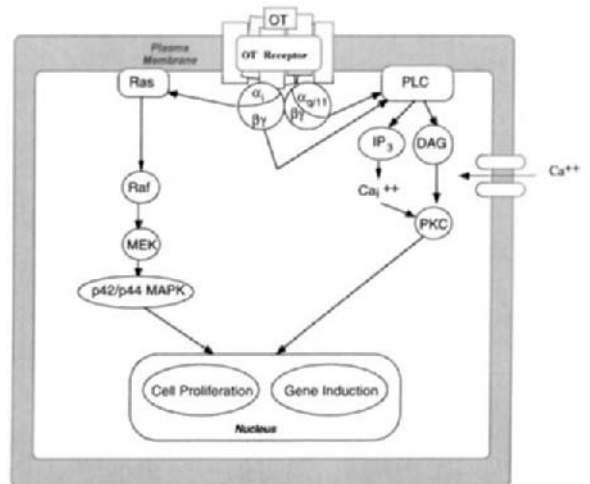 OT
Plasma
Membrane
OT Receptor
Ras
αi
βγ
αq/11
βγ
PLC
IP3
DAG
Ca++
Cai ++
Raf
PKC
MEK
p42/p44 MAPK
Cell Proliferation
Gene Induction
Nucleus